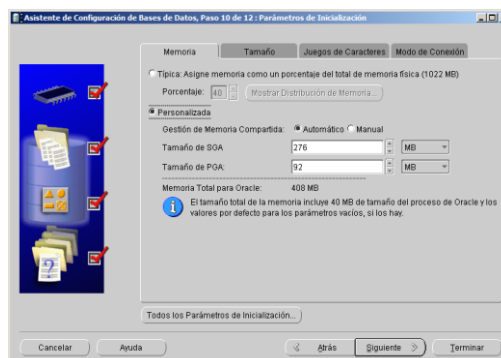 Asistente de Configuración de Bases de Datos, Paso 10 de 12 : Parámetros de Inicialización
Memoria Tamaño Juegos de Caracteres Modo de Conexión
Típica: Asigne memoria como un porcentaje del total de memoria física (1022 MB)
Porcentaje: 40 Mostrar Distribución de Memoria...
Personalizada
Gestión de Memoria Compartida: Automático Manual
Tamaño de SGA 276 MB
Tamaño de PGA: 92 MB
Memoria Total para Oracle: 408 MB
El tamaño total de la memoria incluye 40 MB de tamaño del proceso de Oracle y los
valores por defecto para los parámetros vacíos, si los hay.
Todos los Parámetros de Inicialización...
Cancelar Ayuda Atrás Siguiente Terminar